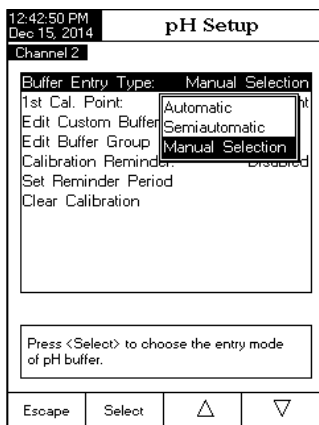 12:42:50 PM
Dec 15, 2014
pH Setup
Channel 2
Buffer Entry Type: Manual Selection
1st Cal. Point:
Automatic
Semiautomatic
Manual Selection
Edit Custom Buffer
Edit Buffer Group
Calibration Reminder: Disabled
Set Reminder Period
Clear Calibration
Press <Select> to choose the entry mode
of pH buffer.
Escape Select